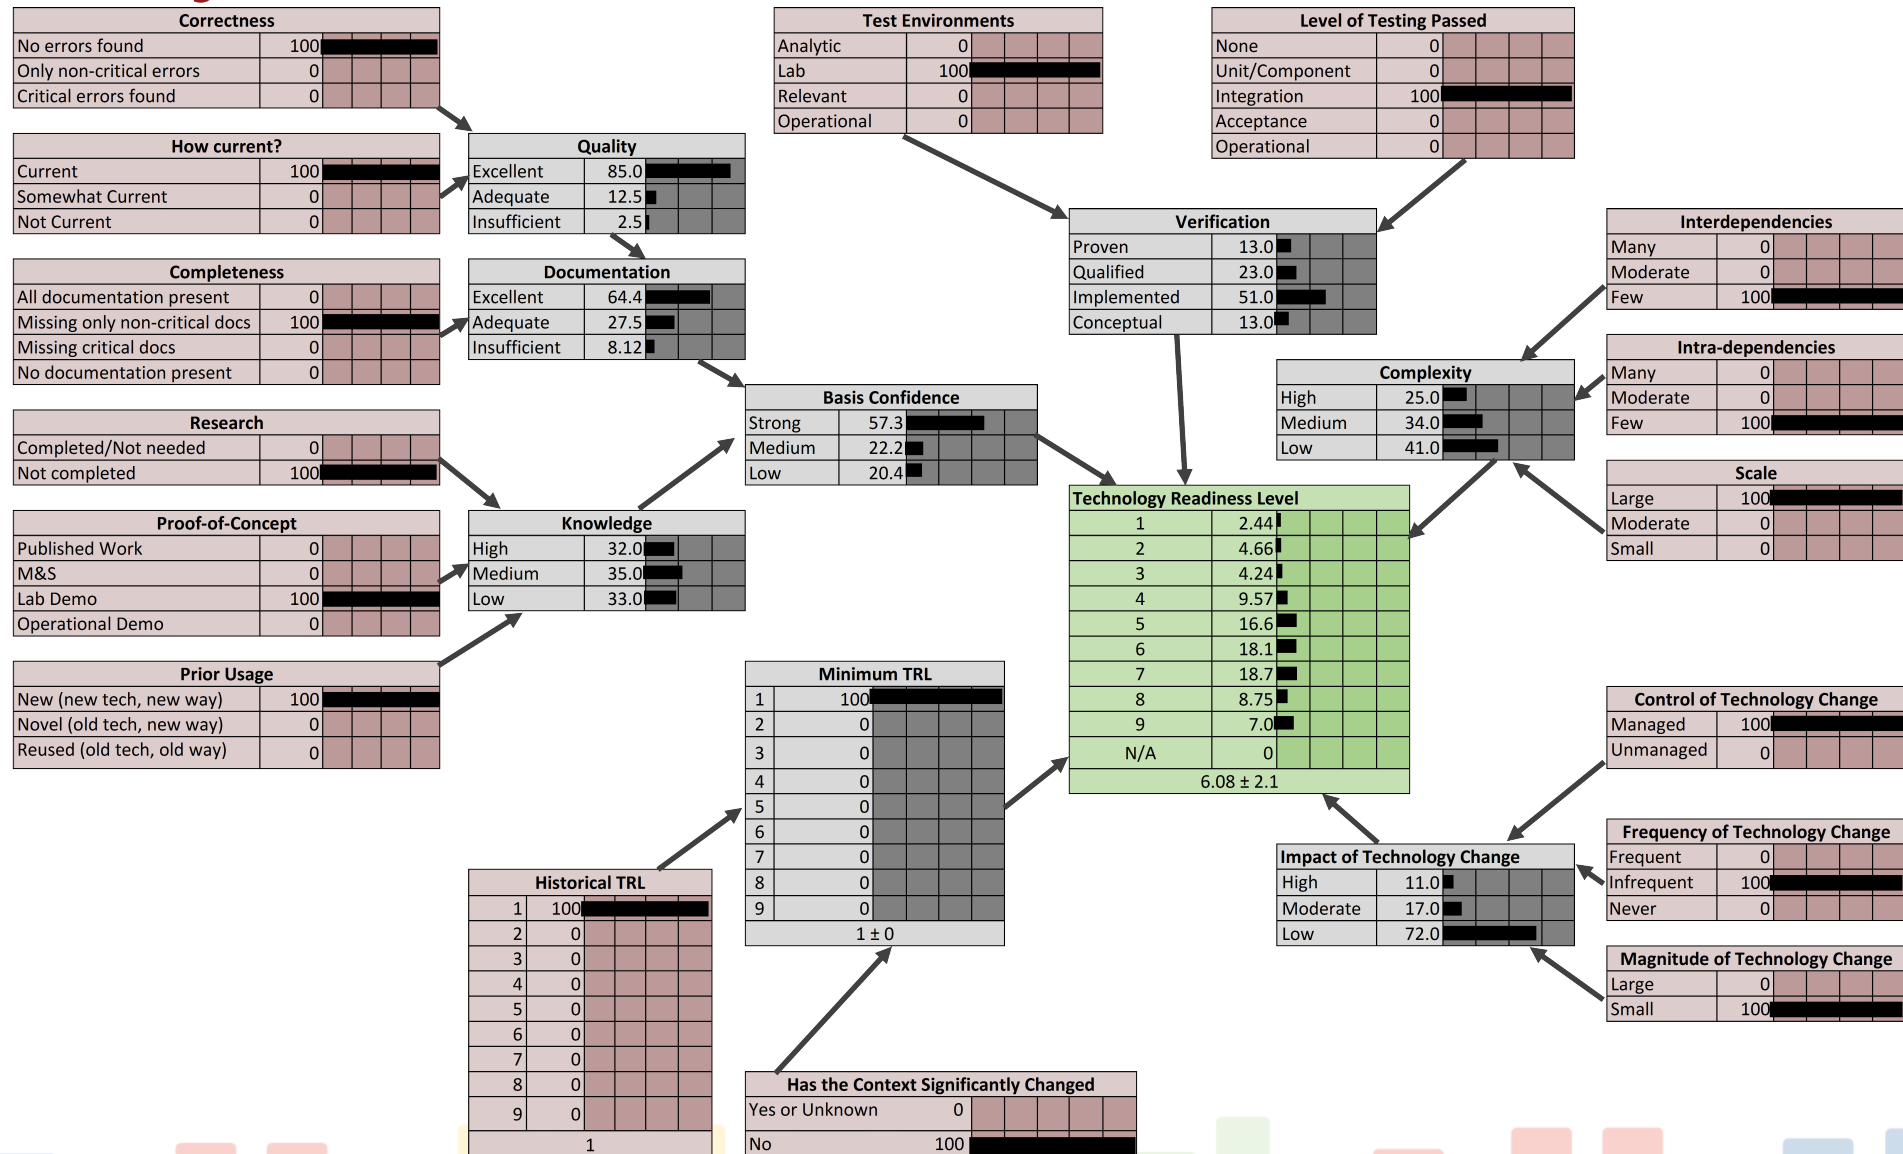 Correctness
No errors found 100
Only non-critical errors 0
Critical errors found 0
How current?
Current 100
Somewhat Current 0
Not Current 0
Completeness
All documentation present 0
Missing only non-critical docs 100
Missing critical docs 0
No documentation present 0
Research
Completed/Not needed 0
Not completed 100
Proof-of-Concept
Published Work 0
M&S 0
Lab Demo 100
Operational Demo 0
Prior Usage
New (new tech, new way) 100
Novel (old tech, new way) 0
Reused (old tech, old way) 0
Quality
Excellent 85.0
Adequate 12.5
Insufficient 2.5
Documentation
Excellent 64.4
Adequate 27.5
Insufficient 8.12
Knowledge
High 32.0
Medium 35.0
Low 33.0
Basis Confidence
Strong 57.3
Medium 22.2
Low 20.4
Test Environments
Analytic 0
Lab 100
Relevant 0
Operational 0
Level of Testing Passed
None 0
Unit/Component 0
Integration 100
Acceptance 0
Operational 0
Verification
Proven 13.0
Qualified 23.0
Implemented 51.0
Conceptual 13.0
Interdependencies
Many 0
Moderate 0
Few 100
Intra-dependencies
Many 0
Moderate 0
Few 100
Scale
Large 100
Moderate 0
Small 0
Complexity
High 25.0
Medium 34.0
Low 41.0
Technology Readiness Level
1 2.44
2 4.66
3 4.24
4 9.57
5 16.6
6 18.1
7 18.7
8 8.75
9 7.0
N/A 0
6.08 ± 2.1
Minimum TRL
1 100
2 0
3 0
4 0
5 0
6 0
7 0
8 0
9 0
1 ± 0
Historical TRL
1 100
2 0
3 0
4 0
5 0
6 0
7 0
8 0
9 0
1
Has the Context Significantly Changed
Yes or Unknown 0
No 100
Control of Technology Change
Managed 100
Unmanaged 0
Frequency of Technology Change
Frequent 0
Infrequent 100
Never 0
Magnitude of Technology Change
Large 0
Small 100
Impact of Technology Change
High 11.0
Moderate 17.0
Low 72.0